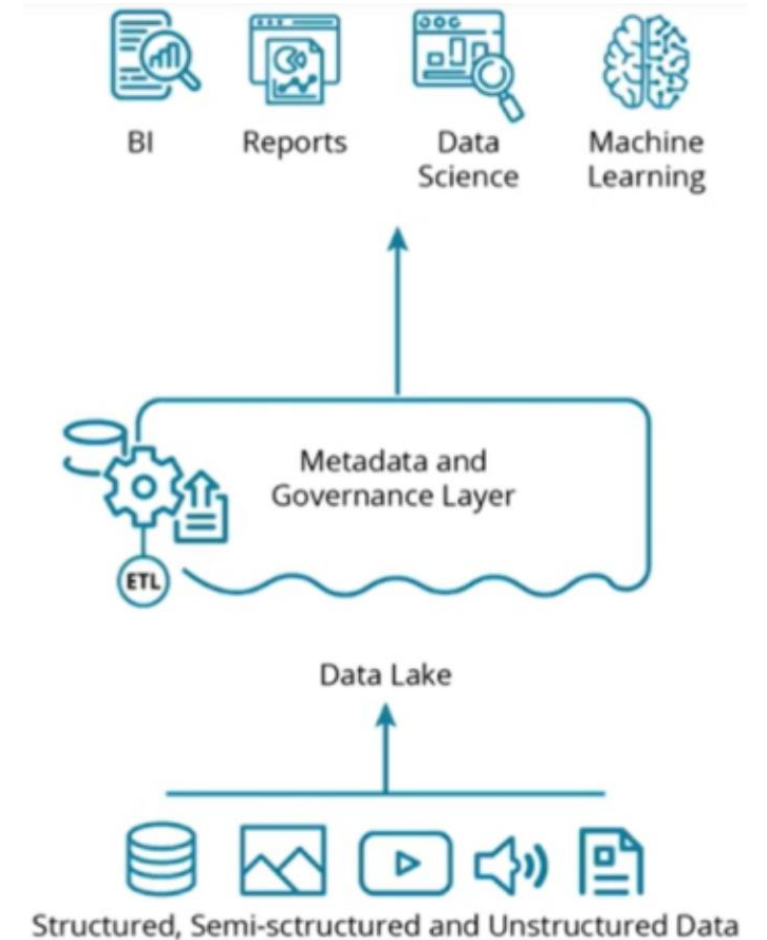 BI
Reports
Data
Science
Machine
Learning
Metadata and
Governance Layer
ETL
Data Lake
Structured, Semi-sctructured and Unstructured Data